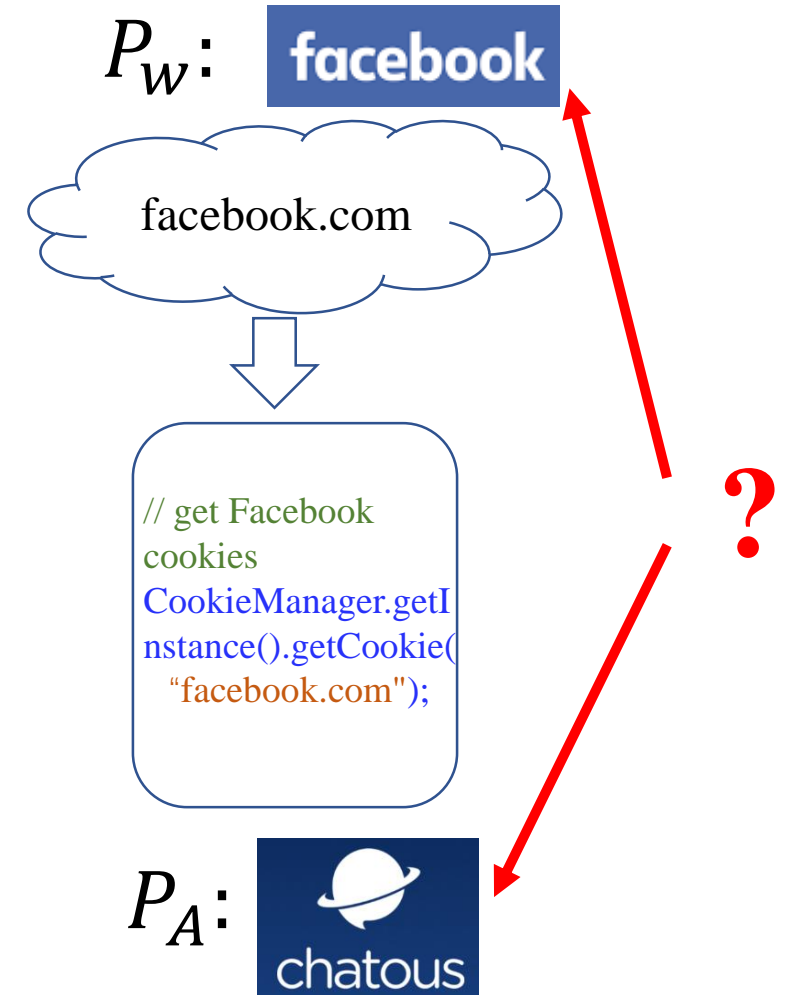 P_W: facebook
facebook.com
// get Facebook
cookies
CookieManager.getI
nstance().getCookie(
“facebook.com");
?
P_A:
chatous